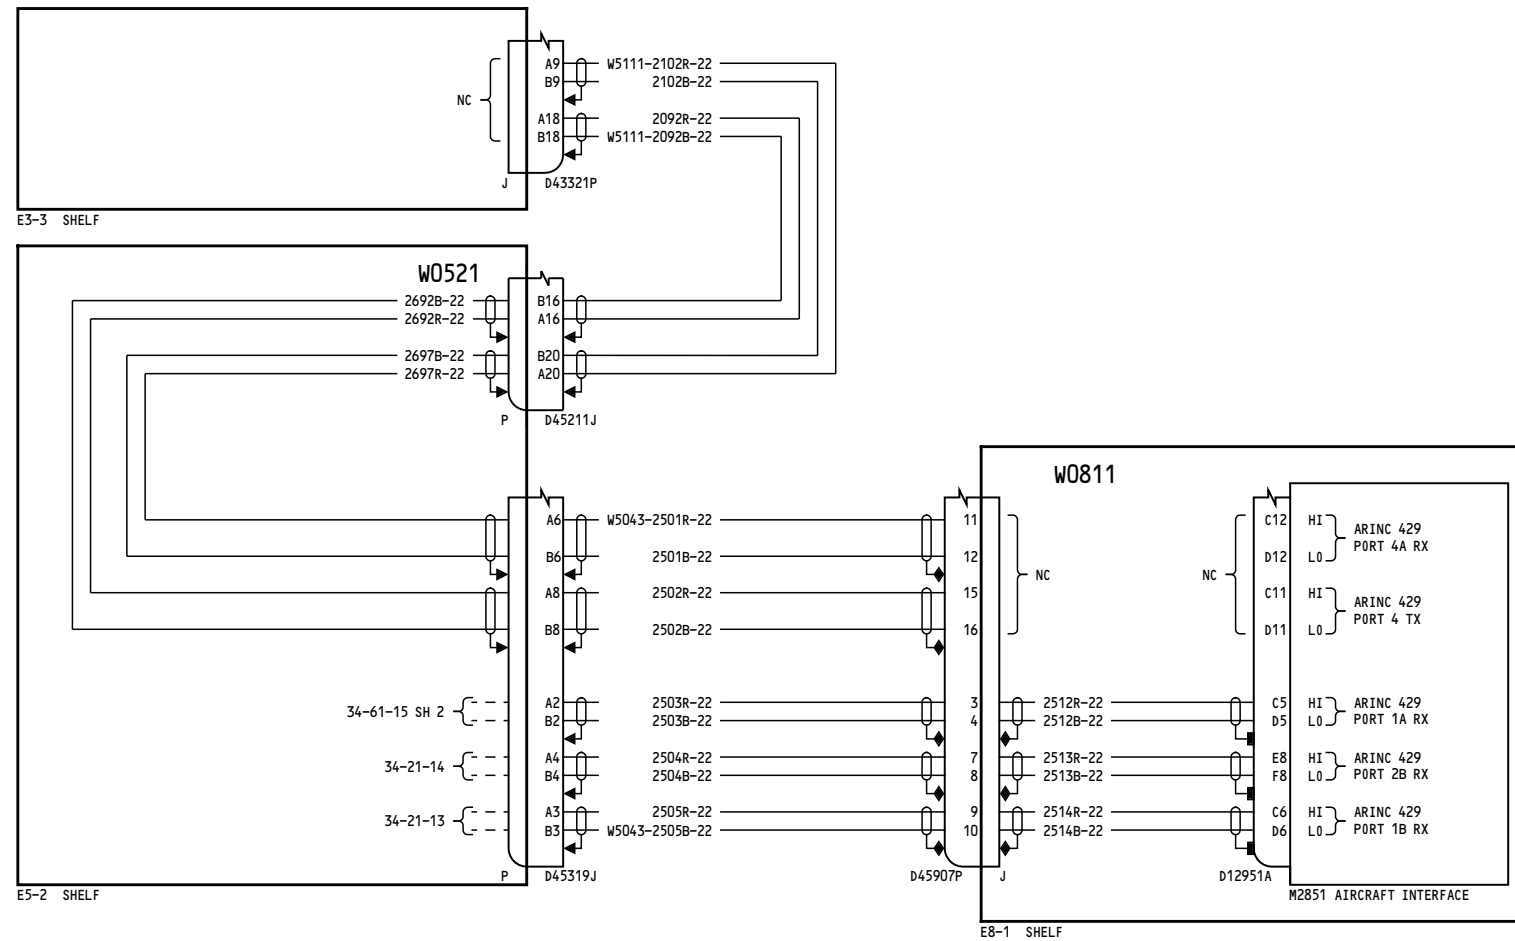 A9 W5111-2102R-22
B9 2102B-22
NC
A18 2092R-22
B18 W5111-2092B-22
J D43321P
E3-3 SHELF
W0521
2692B-22 B16
2692R-22 A16
2697B-22 B20
2697R-22 A20
P D45211J
W0811
A6 W5043-2501R-22 11 C12 HI
ARINC 429
PORT 4A RX
B6 2501B-22 12 D12 LO
NC NC
A8 2502R-22 15 C11 HI
ARINC 429
PORT 4 TX
B8 2502B-22 16 D11 LO
34-61-15 SH 2
A2 2503R-22 3 2512R-22 C5 HI
ARINC 429
PORT 1A RX
B2 2503B-22 4 2512B-22 D5 LO
34-21-14
A4 2504R-22 7 2513R-22 E8 HI
ARINC 429
PORT 2B RX
B4 2504B-22 8 2513B-22 F8 LO
34-21-13
A3 2505R-22 9 2514R-22 C6 HI
ARINC 429
PORT 1B RX
B3 W5043-2505B-22 10 2514B-22 D6 LO
P D45319J D45907P J D12951A
E5-2 SHELF
M2851 AIRCRAFT INTERFACE
E8-1 SHELF